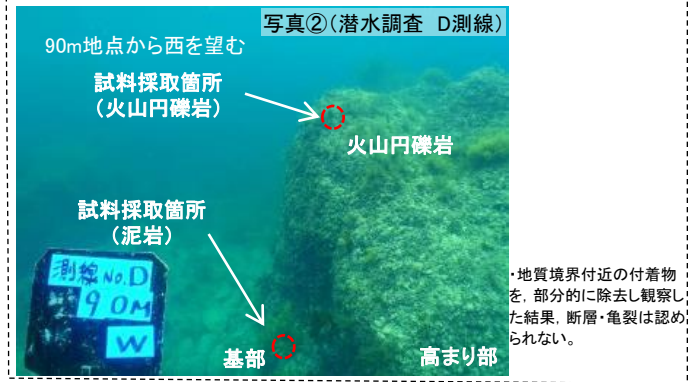 写真②(潜水調査 D測線)
90m地点から西を望む
試料採取箇所
(火山円礫岩)
火山円礫岩
試料採取箇所
(泥岩)
測線 No.D
90M
W
基部
高まり部
・地質境界付近の付着物
を, 部分的に除去し観察し
た結果, 断層・亀裂は認め
られない。